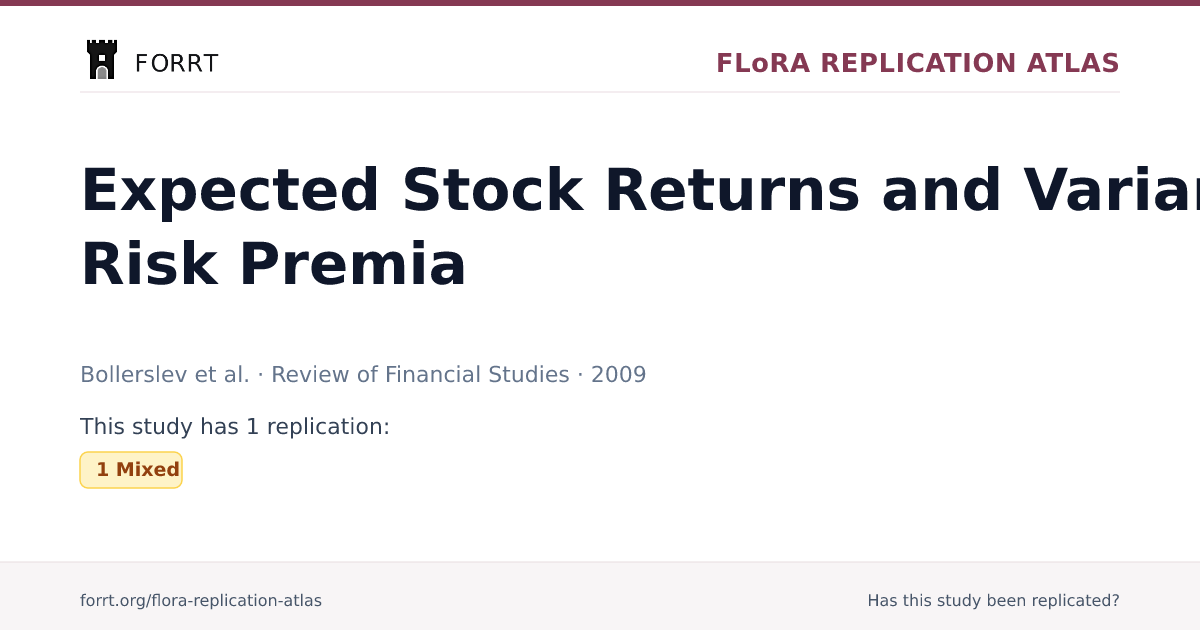 FORRT
FLoRA REPLICATION ATLAS
Expected Stock Returns and Varian
Risk Premia
Bollerslev et al. · Review of Financial Studies · 2009
This study has 1 replication:
1 Mixed
forrt.org/flora-replication-atlas
Has this study been replicated?